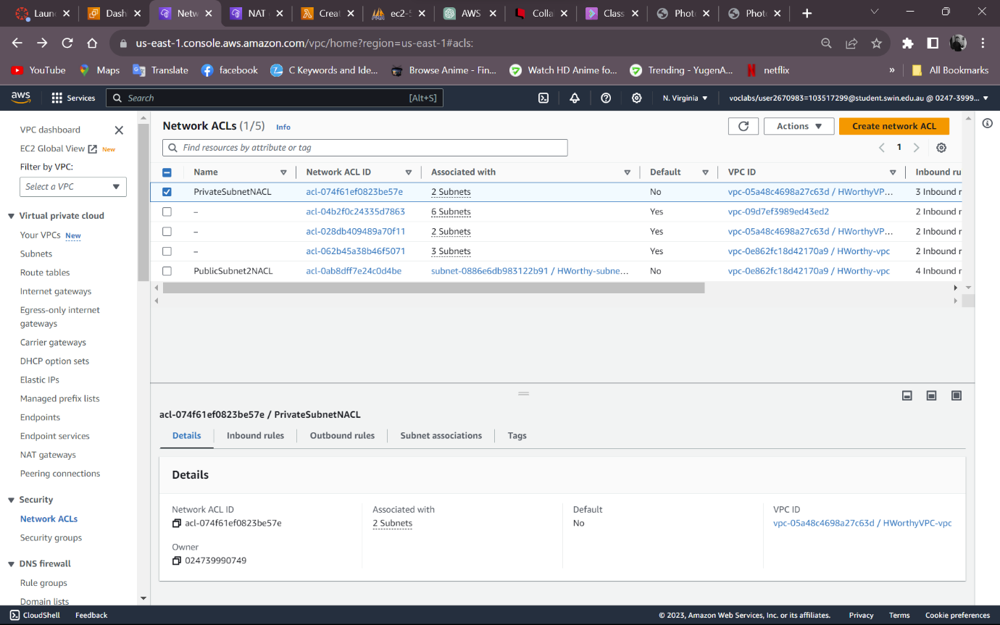 Laun
Dash
Netw
NAT
Creat
ec2-5
AWS
Colla
Class
Phot
Phot
us-east-1.console.aws.amazon.com/vpc/home?region=us-east-1#acls:
YouTube
Maps
Translate
facebook
C Keywords and Ide...
Browse Anime - Fin...
Watch HD Anime fo...
Trending - YugenA...
netflix
»
All Bookmarks
aws
Services
Search
[Alt+S]
N. Virginia
voclabs/user2670983=103517299@student.swin.edu.au @ 0247-3999...
VPC dashboard
EC2 Global View New
Filter by VPC:
Select a VPC
Virtual private cloud
Your VPCs New
Subnets
Route tables
Internet gateways
Egress-only internet
gateways
Carrier gateways
DHCP option sets
Elastic IPs
Managed prefix lists
Endpoints
Endpoint services
NAT gateways
Peering connections
Security
Network ACLs
Security groups
DNS firewall
Rule groups
Domain lists
Network ACLs (1/5) Info
Actions
Create network ACL
Find resources by attribute or tag
1
Name Network ACL ID Associated with Default VPC ID Inbound ru
PrivateSubnetNACL acl-074f61ef0823be57e 2 Subnets No vpc-05a48c4698a27c63d / HWorthyVP... 3 Inbound r
– acl-04b2f0c24335d7863 6 Subnets Yes vpc-09d7ef3989ed43ed2 2 Inbound r
– acl-028db409489a70f11 2 Subnets Yes vpc-05a48c4698a27c63d / HWorthyVP... 2 Inbound r
– acl-062b45a38b46f5071 3 Subnets Yes vpc-0e862fc18d42170a9 / HWorthy-vpc 2 Inbound r
PublicSubnet2NACL acl-0ab8dff7e24c0d4be subnet-0886e6db983122b91 / HWorthy-subne... No vpc-0e862fc18d42170a9 / HWorthy-vpc 4 Inbound r
acl-074f61ef0823be57e / PrivateSubnetNACL
Details
Inbound rules
Outbound rules
Subnet associations
Tags
Details
Network ACL ID
acl-074f61ef0823be57e
Associated with
2 Subnets
Default
No
VPC ID
vpc-05a48c4698a27c63d / HWorthyVPC-vpc
Owner
024739990749
CloudShell
Feedback
© 2023, Amazon Web Services, Inc. or its affiliates.
Privacy
Terms
Cookie preferences